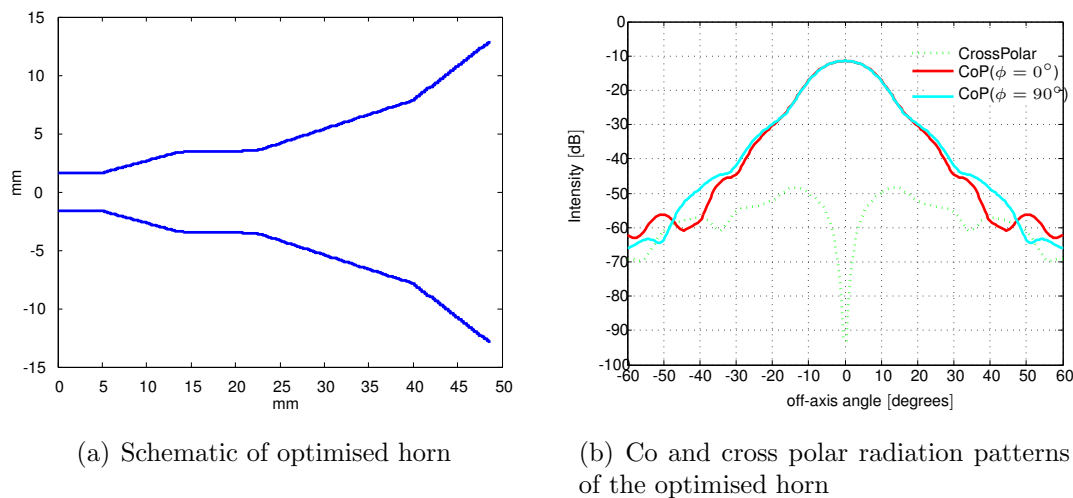 15
10
5
0
-5
-10
-15
0 5 10 15 20 25 30 35 40 45 50
mm
mm
(a) Schematic of optimised horn
0
-10
-20
-30
-40
-50
-60
-70
-80
-90
-100
-60 -50 -40 -30 -20 -10 0 10 20 30 40 50 60
Intensity [dB]
off-axis angle [degrees]
CrossPolar
CoP(ϕ = 0°)
CoP(ϕ = 90°)
(b) Co and cross polar radiation patterns
of the optimised horn